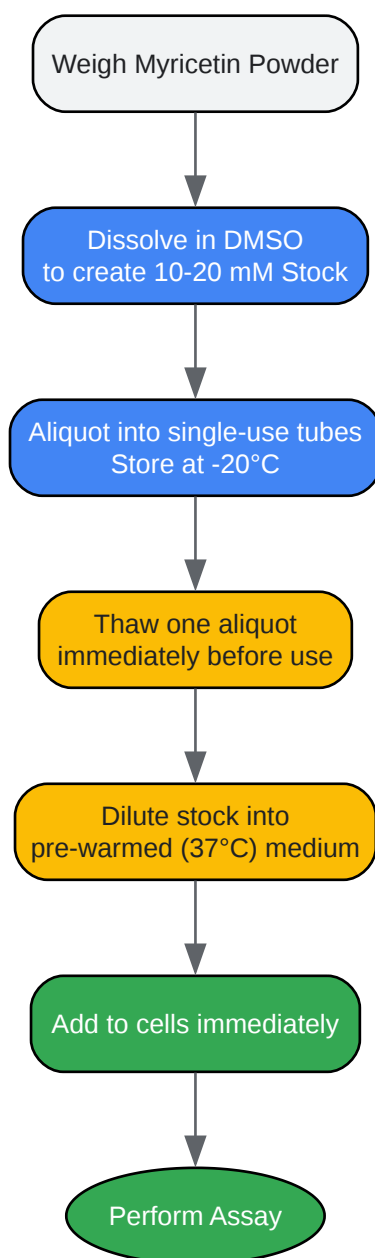 Weigh Myricetin Powder
Dissolve in DMSO
to create 10-20 mM Stock
Aliquot into single-use tubes
Store at -20°C
Thaw one aliquot
immediately before use
Dilute stock into
pre-warmed (37°C) medium
Add to cells immediately
Perform Assay